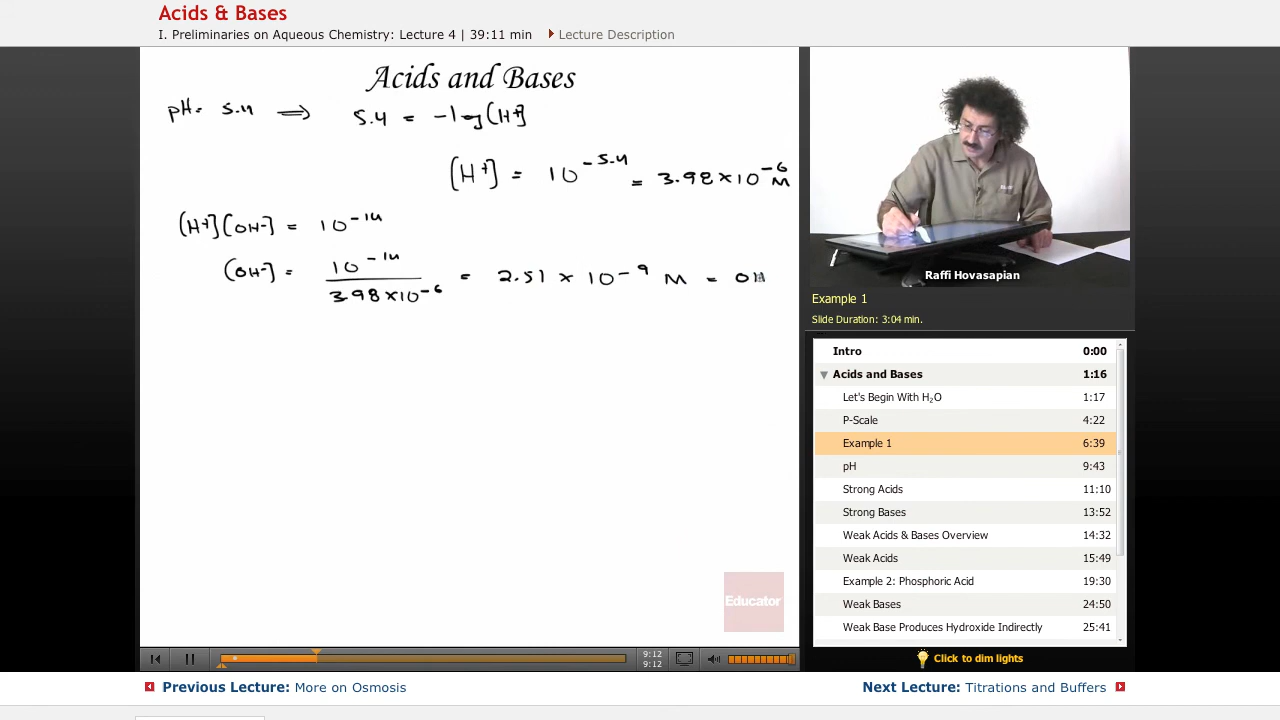 Acids & Bases
I. Preliminaries on Aqueous Chemistry: Lecture 4 | 39:11 min Lecture Description
Acids and Bases
pH = 5.4 ⟹ 5.4 = -log[H+]
[H+] = 10^-5.4 = 3.98×10^-6 M
[H+][OH-] = 10^-14
[OH-] = 10^-14 / 3.98×10^-6 = 2.51 × 10^-9 M = OH
Educator
Raffi Hovasapian
Example 1
Slide Duration: 3:04 min.
Intro 0:00
Acids and Bases 1:16
Let's Begin With H₂O 1:17
P-Scale 4:22
Example 1 6:39
pH 9:43
Strong Acids 11:10
Strong Bases 13:52
Weak Acids & Bases Overview 14:32
Weak Acids 15:49
Example 2: Phosphoric Acid 19:30
Weak Bases 24:50
Weak Base Produces Hydroxide Indirectly 25:41
9:12
9:12
Click to dim lights
Previous Lecture: More on Osmosis
Next Lecture: Titrations and Buffers